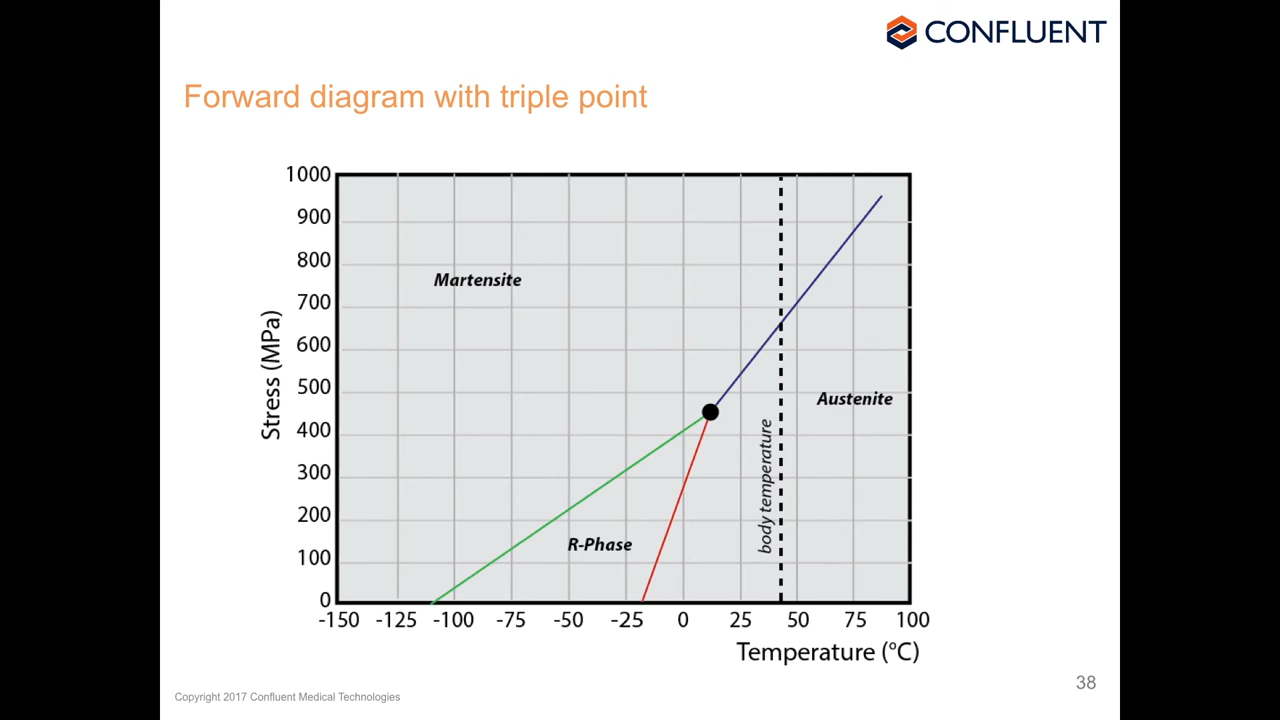 CONFLUENT
Forward diagram with triple point
1000
900
800
700
600
500
400
300
200
100
0
Stress (MPa)
Martensite
Austenite
R-Phase
body temperature
-150 -125 -100 -75 -50 -25 0 25 50 75 100
Temperature (°C)
38
Copyright 2017 Confluent Medical Technologies